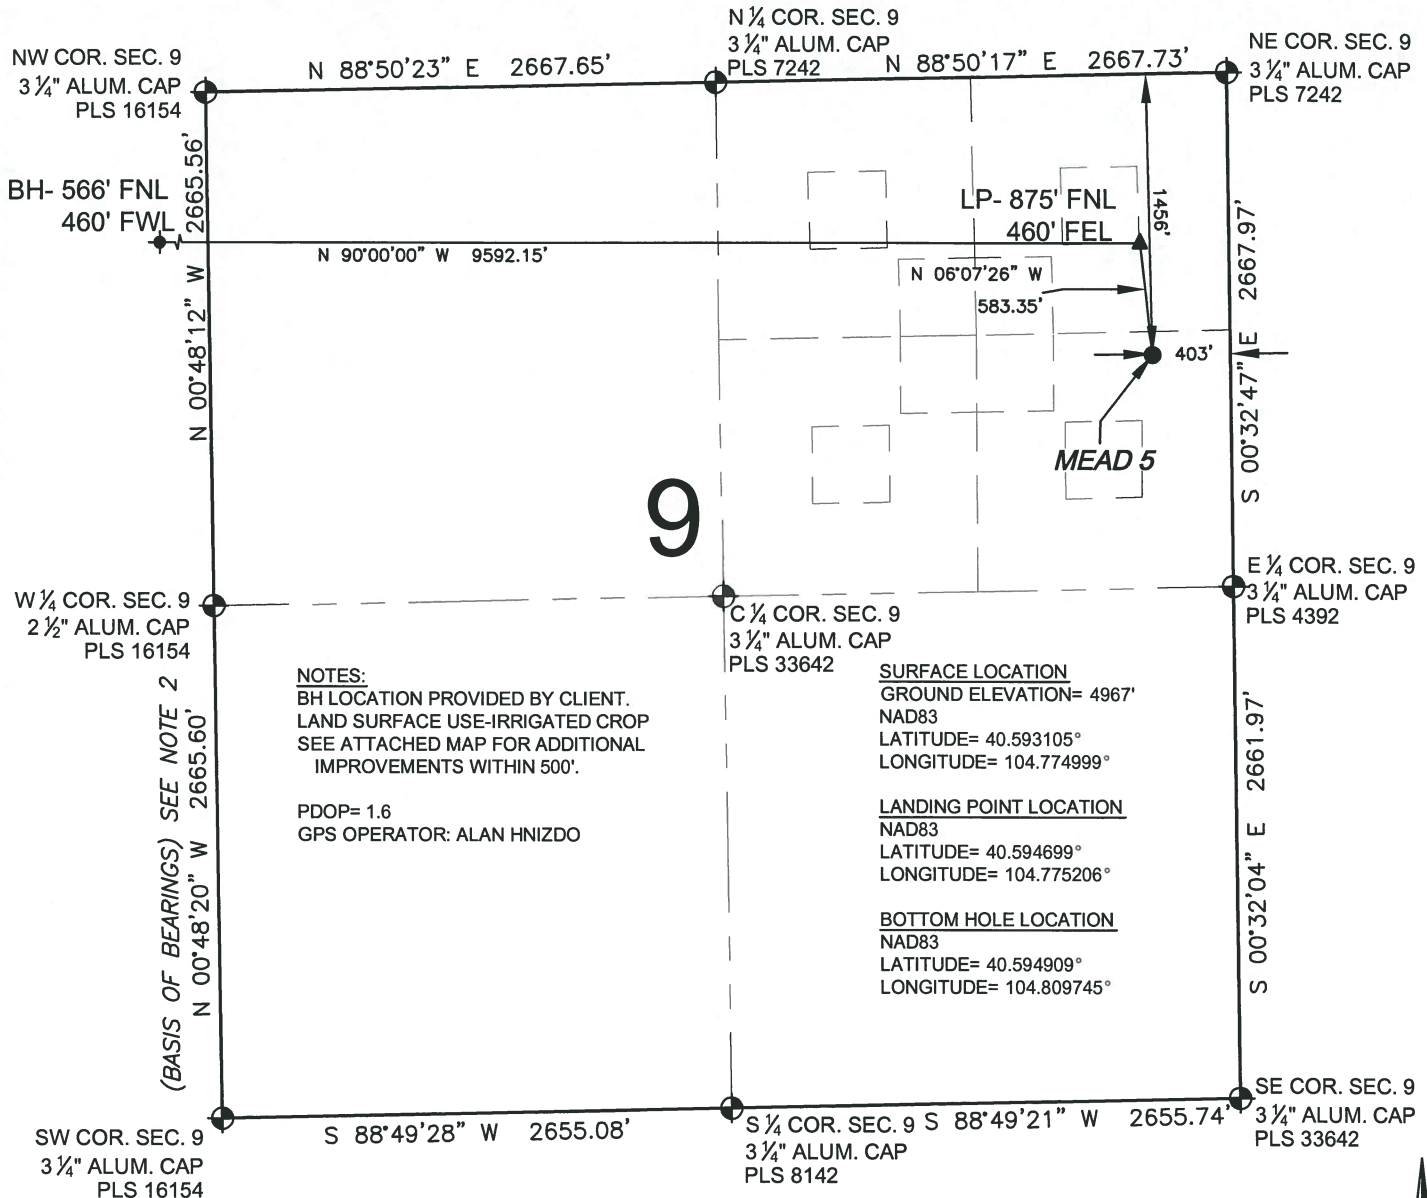 N ¼ COR. SEC. 9
3 ¼" ALUM. CAP
PLS 7242
NW COR. SEC. 9
3 ¼" ALUM. CAP
PLS 16154
N 88°50'23" E 2667.65'
N 88°50'17" E 2667.73'
NE COR. SEC. 9
3 ¼" ALUM. CAP
PLS 7242
BH- 566' FNL
460' FWL
N 00°48'12" W 2665.56'
N 90°00'00" W 9592.15'
LP- 875' FNL
460' FEL
1456'
N 06°07'26" W
583.35'
403'
MEAD 5
S 00°32'47" E 2667.97'
9
W ¼ COR. SEC. 9
2 ½" ALUM. CAP
PLS 16154
C ¼ COR. SEC. 9
3 ¼" ALUM. CAP
PLS 33642
E ¼ COR. SEC. 9
3 ¼" ALUM. CAP
PLS 4392
(BASIS OF BEARINGS) SEE NOTE 2
N 00°48'20" W 2665.60'
NOTES:
BH LOCATION PROVIDED BY CLIENT.
LAND SURFACE USE-IRRIGATED CROP
SEE ATTACHED MAP FOR ADDITIONAL
IMPROVEMENTS WITHIN 500'.
PDOP= 1.6
GPS OPERATOR: ALAN HNIZDO
SURFACE LOCATION
GROUND ELEVATION= 4967'
NAD83
LATITUDE= 40.593105°
LONGITUDE= 104.774999°
LANDING POINT LOCATION
NAD83
LATITUDE= 40.594699°
LONGITUDE= 104.775206°
BOTTOM HOLE LOCATION
NAD83
LATITUDE= 40.594909°
LONGITUDE= 104.809745°
S 00°32'04" E 2661.97'
SW COR. SEC. 9
3 ¼" ALUM. CAP
PLS 16154
S 88°49'28" W 2655.08'
S ¼ COR. SEC. 9
3 ¼" ALUM. CAP
PLS 8142
S 88°49'21" W 2655.74'
SE COR. SEC. 9
3 ¼" ALUM. CAP
PLS 33642